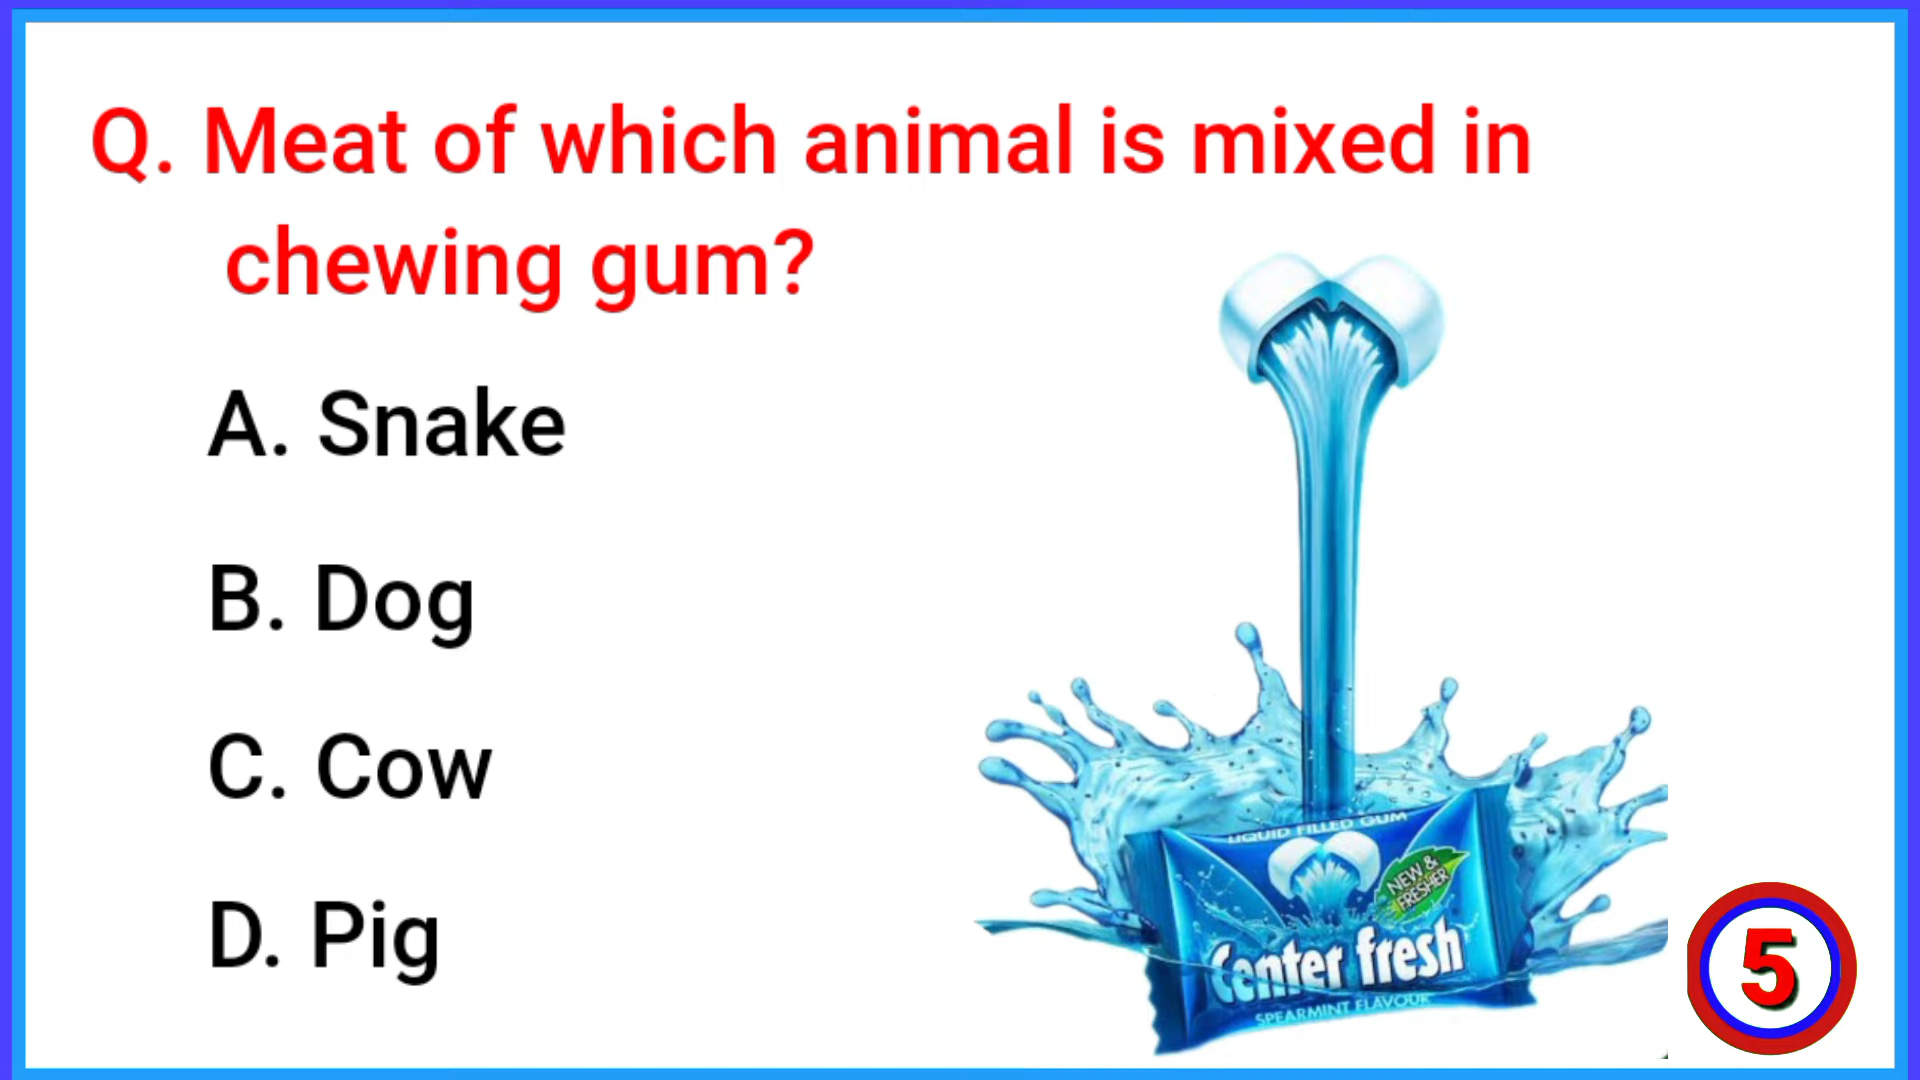 Q. Meat of which animal is mixed in
chewing gum?
A. Snake
B. Dog
C. Cow
D. Pig
LIQUID FILLED GUM
NEW &
FRESHER
Center fresh
SPEARMINT FLAVOUR
5